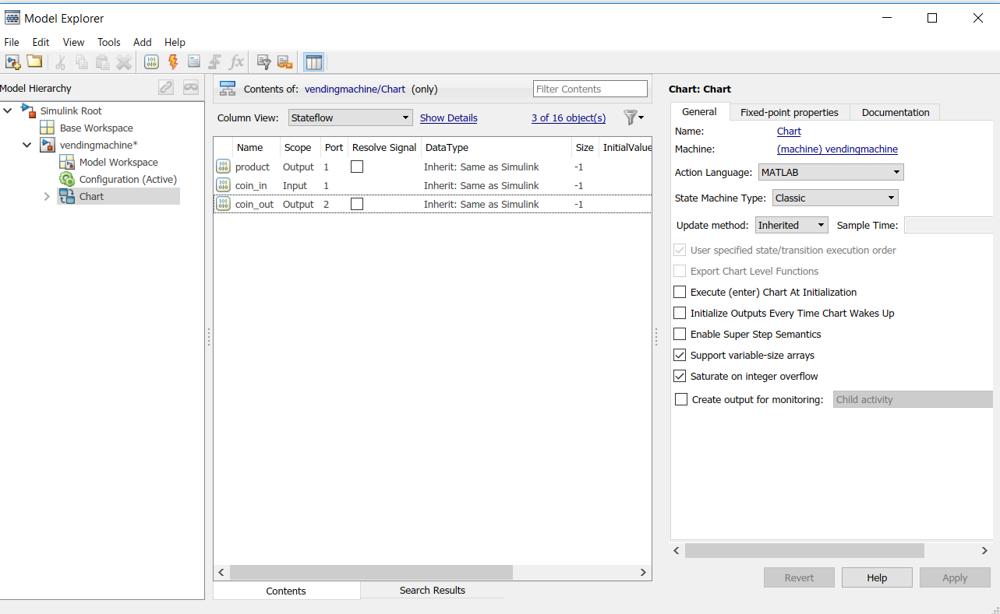 Model Explorer
File Edit View Tools Add Help
Model Hierarchy
Simulink Root
Base Workspace
vendingmachine*
Model Workspace
Configuration (Active)
Chart
Contents of: vendingmachine/Chart (only)
Filter Contents
Column View: Stateflow Show Details 3 of 16 object(s)
Name Scope Port Resolve Signal DataType Size InitialValue
product Output 1 Inherit: Same as Simulink -1
coin_in Input 1 Inherit: Same as Simulink -1
coin_out Output 2 Inherit: Same as Simulink -1
Contents Search Results
Chart: Chart
General Fixed-point properties Documentation
Name: Chart
Machine: (machine) vendingmachine
Action Language: MATLAB
State Machine Type: Classic
Update method: Inherited Sample Time:
User specified state/transition execution order
Export Chart Level Functions
Execute (enter) Chart At Initialization
Initialize Outputs Every Time Chart Wakes Up
Enable Super Step Semantics
Support variable-size arrays
Saturate on integer overflow
Create output for monitoring: Child activity
Revert Help Apply